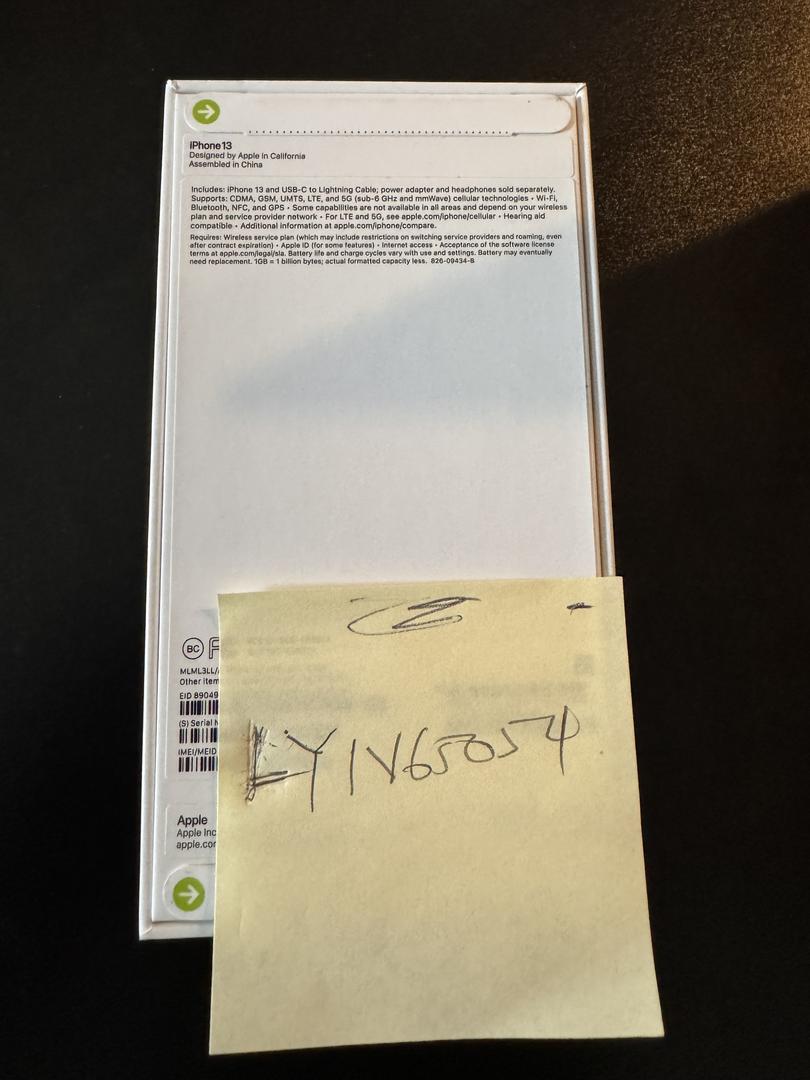 iPhone 13
Designed by Apple in California
Assembled in China
Includes: iPhone 13 and USB-C to Lightning Cable; power adapter and headphones sold separately.
Supports: CDMA, GSM, UMTS, LTE, and 5G (sub-6 GHz and mmWave) cellular technologies • Wi-Fi,
Bluetooth, NFC, and GPS • Some capabilities are not available in all areas and depend on your wireless
plan and service provider network • For LTE and 5G, see apple.com/iphone/cellular • Hearing aid
compatible • Additional information at apple.com/iphone/compare.
Requires: Wireless service plan (which may include restrictions on switching service providers and roaming, even
after contract expiration) • Apple ID (for some features) • Internet access • Acceptance of the software license
terms at apple.com/legal/sla. Battery life and charge cycles vary with use and settings. Battery may eventually
need replacement. 1GB = 1 billion bytes; actual formatted capacity less. 826-09434-B
BC
MLML3LL/
Other Item
EID 89049
(S) Serial N
IMEI/MEID
Apple
Apple Inc
apple.co